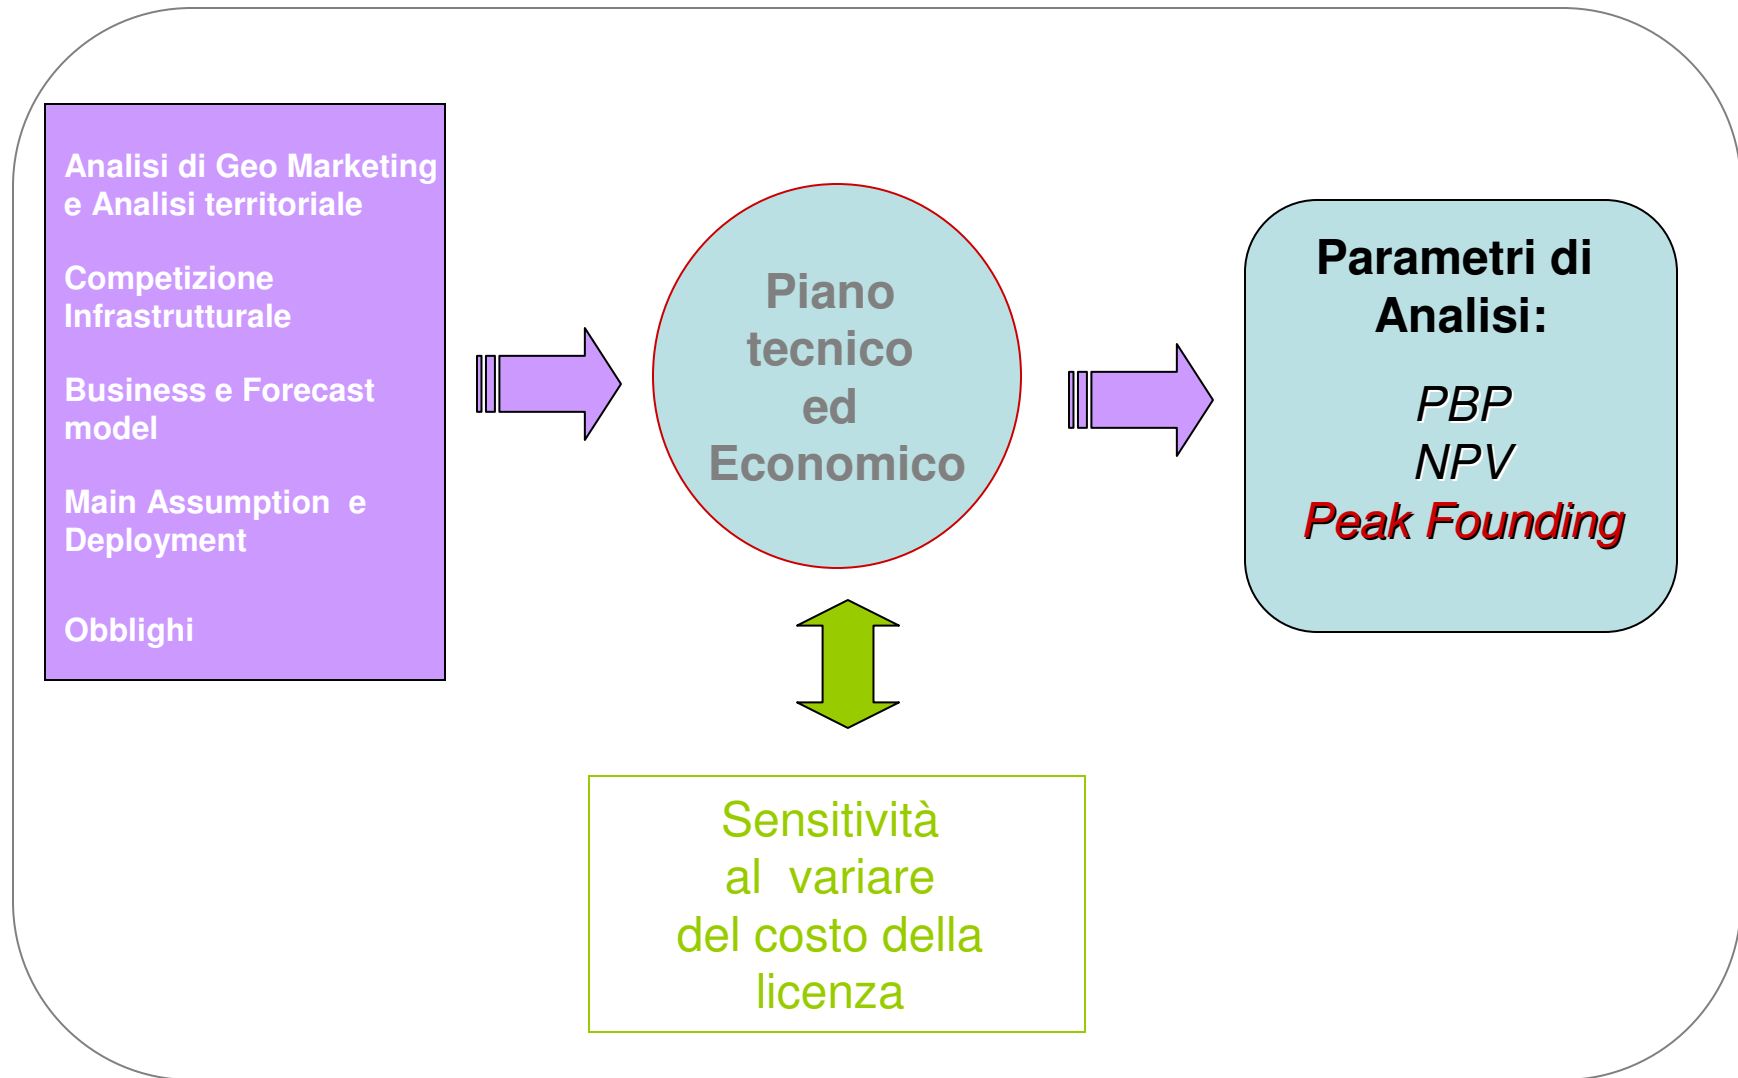 Analisi di Geo Marketing
e Analisi territoriale
Competizione
Infrastrutturale
Business e Forecast
model
Main Assumption  e
Deployment
Obblighi
Piano
tecnico
ed
Economico
Parametri di
Analisi:
PBP
NPV
Peak Founding
Sensitività
al  variare
del costo della
licenza